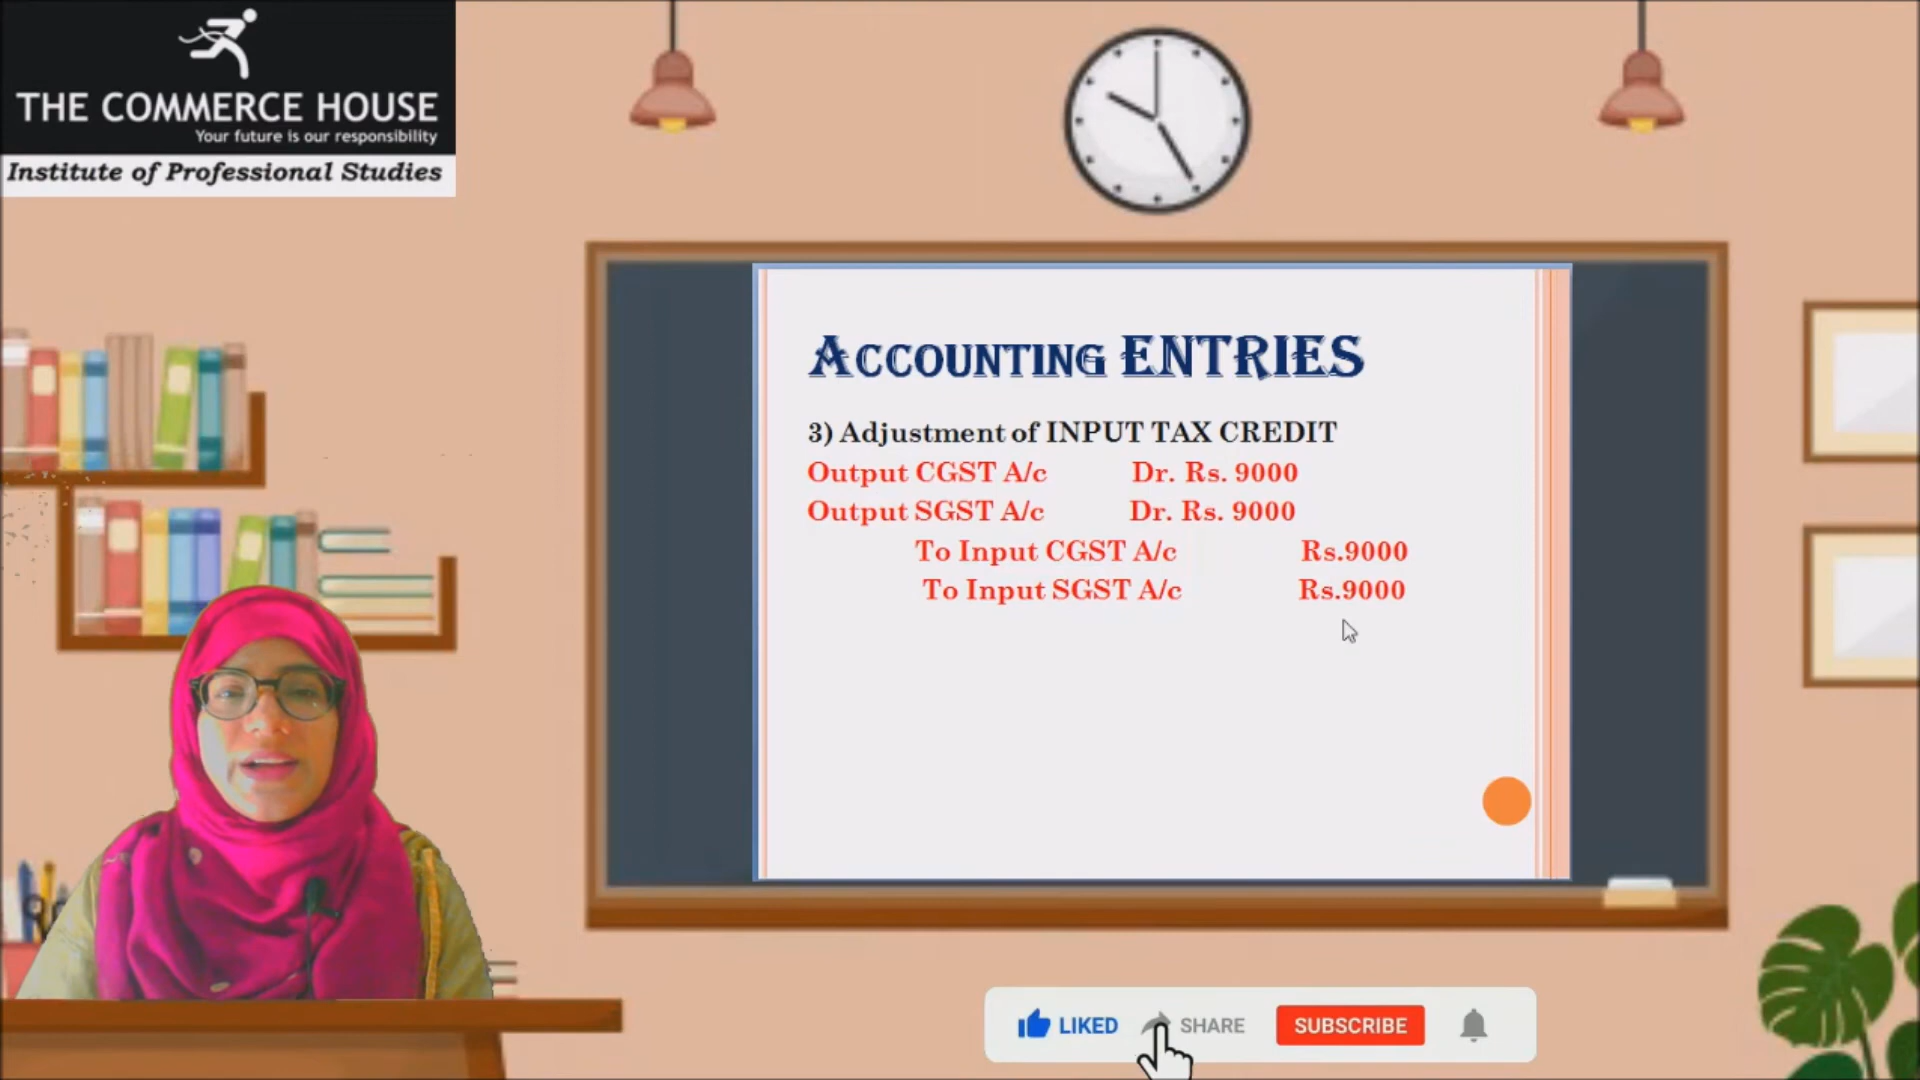 THE COMMERCE HOUSE
Your future is our responsibility
Institute of Professional Studies
ACCOUNTING ENTRIES
3) Adjustment of INPUT TAX CREDIT
Output CGST A/c Dr. Rs. 9000
Output SGST A/c Dr. Rs. 9000
To Input CGST A/c Rs.9000
To Input SGST A/c Rs.9000
LIKED SHARE SUBSCRIBE